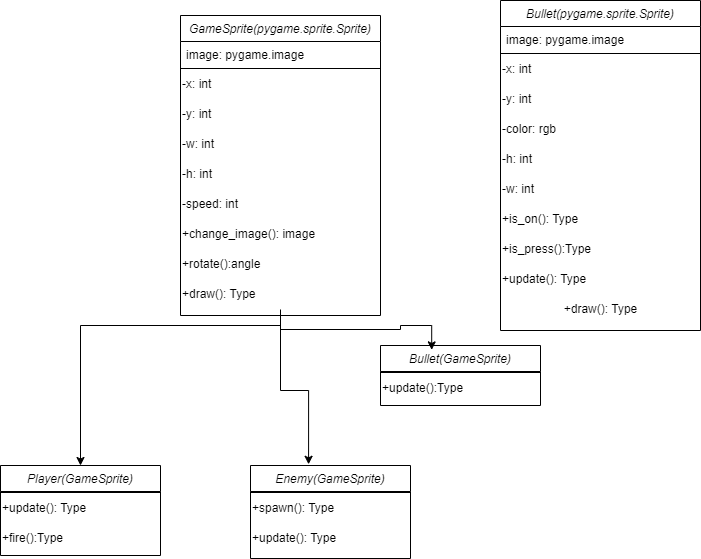 GameSprite(pygame.sprite.Sprite)
image: pygame.image
-x: int
-y: int
-w: int
-h: int
-speed: int
+change_image(): image
+rotate():angle
+draw(): Type
Bullet(pygame.sprite.Sprite)
image: pygame.image
-x: int
-y: int
-color: rgb
-h: int
-w: int
+is_on(): Type
+is_press():Type
+update(): Type
+draw(): Type
Bullet(GameSprite)
+update():Type
Player(GameSprite)
+update(): Type
+fire():Type
Enemy(GameSprite)
+spawn(): Type
+update(): Type